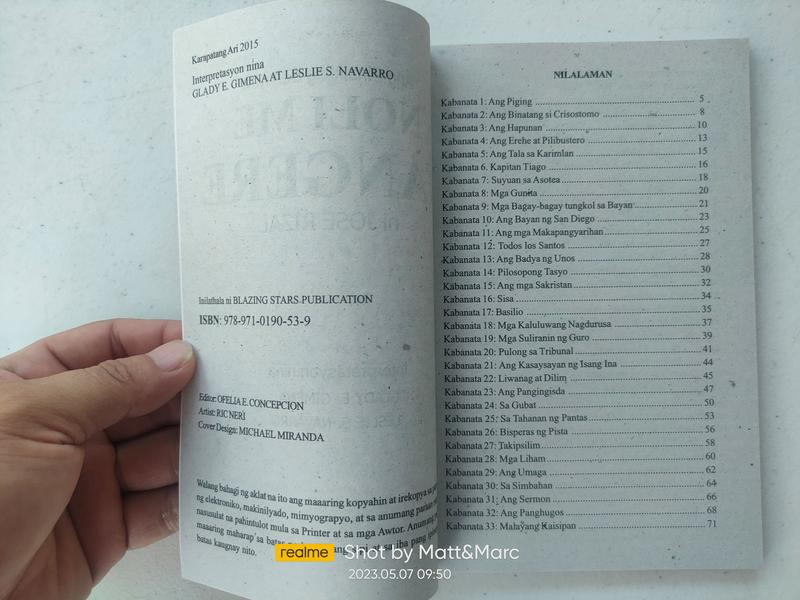 Karapatang Ari 2015
Interpretasyon nina
GLADY E. GIMENA AT LESLIE S. NAVARRO
Inilathala ni BLAZING STARS PUBLICATION
ISBN: 978-971-0190-53-9
Editor: OFELIA E. CONCEPCION
Artist: RIC NERI
Cover Design: MICHAEL MIRANDA
Walang bahagi ng aklat na ito ang maaaring kopyahin at irekopya sa
ng elektroniko, makinilyado, mimyograpyo, at sa anumang paraan
nasusulat na pahintulot mula sa Printer at sa mga Awtor. Anumang
maaaring maharap sa batas sa iba pang
batas kaugnay nito.
NILALAMAN
Kabanata 1: Ang Piging 5
Kabanata 2: Ang Binatang si Crisostomo 8
Kabanata 3: Ang Hapunan 10
Kabanata 4: Ang Erehe at Pilibustero 13
Kabanata 5: Ang Tala sa Karimlan 15
Kabanata 6. Kapitan Tiago 16
Kabanata 7: Suyuan sa Asotea 18
Kabanata 8: Mga Gunita 20
Kabanata 9: Mga Bagay-bagay tungkol sa Bayan 21
Kabanata 10: Ang Bayan ng San Diego 23
Kabanata 11: Ang mga Makapangyarihan 25
Kabanata 12: Todos los Santos 27
Kabanata 13: Ang Badya ng Unos 28
Kabanata 14: Pilosopong Tasyo 30
Kabanata 15: Ang mga Sakristan 32
Kabanata 16: Sisa 34
Kabanata 17: Basilio 35
Kabanata 18: Mga Kaluluwang Nagdurusa 37
Kabanata 19: Mga Suliranin ng Guro 39
Kabanata 20: Pulong sa Tribunal 41
Kabanata 21: Ang Kasaysayan ng Isang Ina 44
Kabanata 22: Liwanag at Dilim 45
Kabanata 23: Ang Pangingisda 47
Kabanata 24: Sa Gubat 50
Kabanata 25: Sa Tahanan ng Pantas 53
Kabanata 26: Bisperas ng Pista 56
Kabanata 27: Takipsilim 58
Kabanata 28: Mga Liham 60
Kabanata 29: Ang Umaga 62
Kabanata 30: Sa Simbahan 64
Kabanata 31: Ang Sermon 66
Kabanata 32: Ang Panghugos 68
Kabanata 33: Malayang Kaisipan 71
realme Shot by Matt&Marc
2023.05.07 09:50